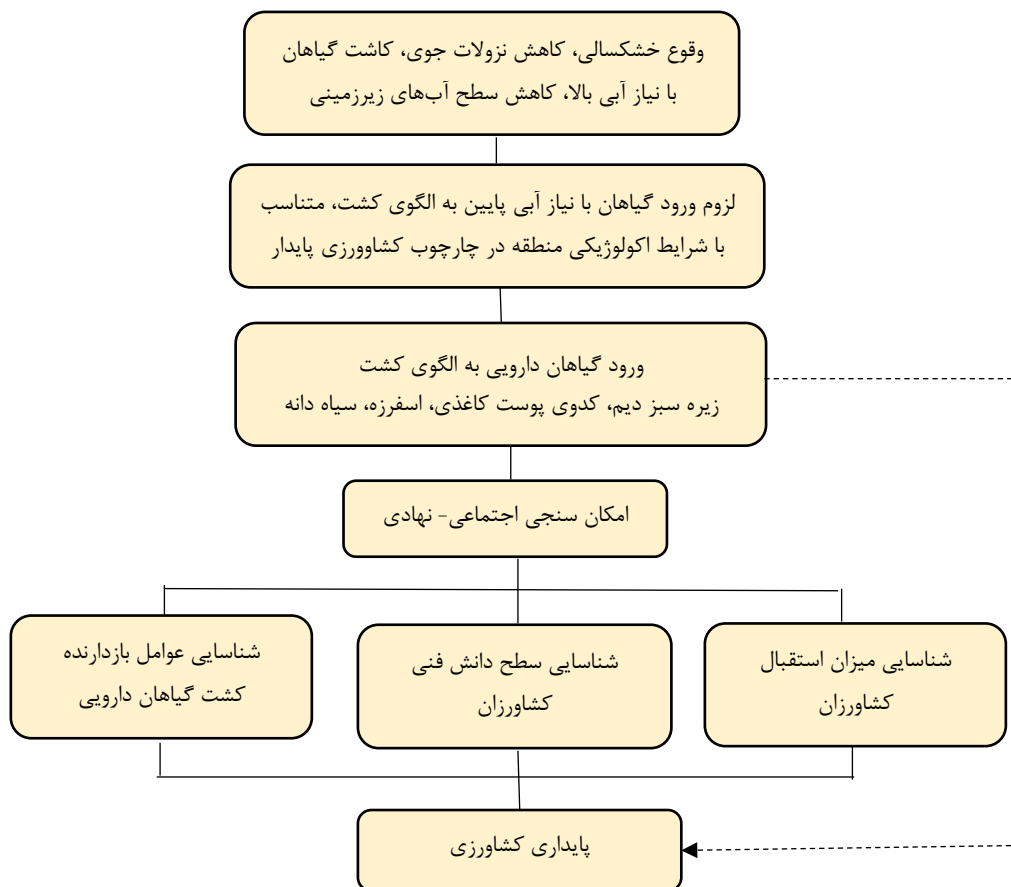 وقوع خشکسالی، کاهش نزولات جوی، کاشت گیاهان
با نیاز آبی بالا، کاهش سطح آب‌های زیرزمینی
لزوم ورود گیاهان با نیاز آبی پایین به الگوی کشت، متناسب
با شرایط اکولوژیکی منطقه در چارچوب کشاوورزی پایدار
ورود گیاهان دارویی به الگوی کشت
زیره سبز دیم، کدوی پوست کاغذی، اسفرزه، سیاه دانه
امکان سنجی اجتماعی- نهادی
شناسایی میزان استقبال
کشاورزان
شناسایی سطح دانش فنی
کشاورزان
شناسایی عوامل بازدارنده
کشت گیاهان دارویی
پایداری کشاورزی